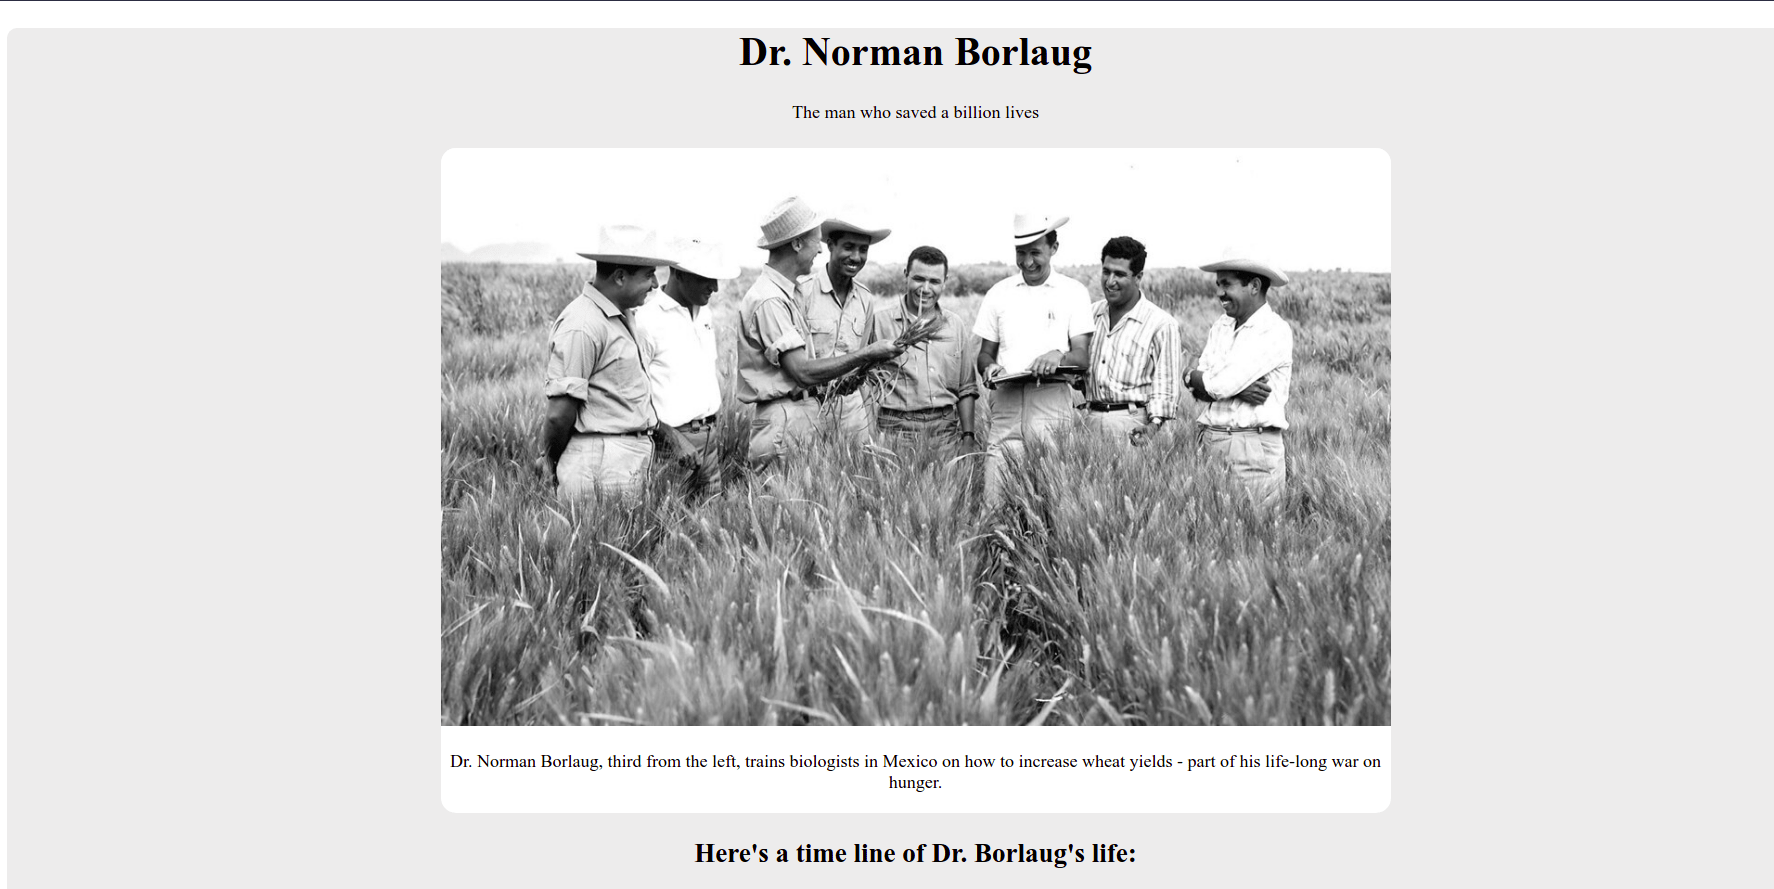 Dr. Norman Borlaug
The man who saved a billion lives
Dr. Norman Borlaug, third from the left, trains biologists in Mexico on how to increase wheat yields - part of his life-long war on
hunger.
Here's a time line of Dr. Borlaug's life: